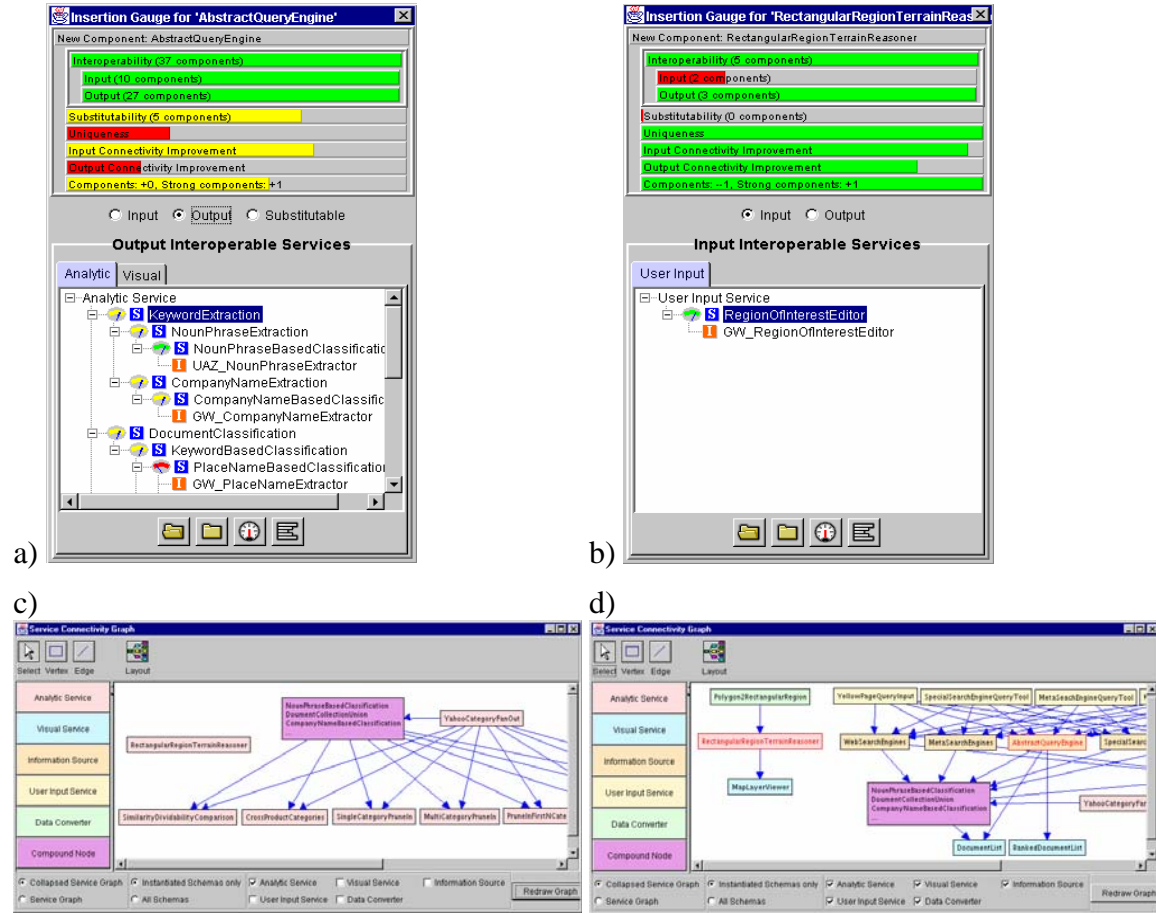 Insertion Gauge for 'AbstractQueryEngine'
New Component: AbstractQueryEngine
Interoperability (37 components)
Input (10 components)
Output (27 components)
Substitutability (5 components)
Uniqueness
Input Connectivity Improvement
Output Connectivity Improvement
Components: +0, Strong components: +1
Input Output Substitutable
Output Interoperable Services
Analytic Visual
Analytic Service
S KeywordExtraction
S NounPhraseExtraction
S NounPhraseBasedClassificatic
I UAZ_NounPhraseExtractor
S CompanyNameExtraction
S CompanyNameBasedClassific
I GW_CompanyNameExtractor
S DocumentClassification
S KeywordBasedClassification
S PlaceNameBasedClassification
I GW_PlaceNameExtractor
a)
Insertion Gauge for 'RectangularRegionTerrainReas
New Component: RectangularRegionTerrainReasoner
Interoperability (5 components)
Input (2 components)
Output (3 components)
Substitutability (0 components)
Uniqueness
Input Connectivity Improvement
Output Connectivity Improvement
Components: --1, Strong components: +1
Input Output
Input Interoperable Services
User Input
User Input Service
S RegionOfInterestEditor
I GW_RegionOfInterestEditor
b)
c)
Service Connectivity Graph
Select Vertex Edge Layout
Analytic Service
Visual Service
Information Source
User Input Service
Data Converter
Compound Node
NounPhraseBasedClassification
DoumentCollectionUnion
CompanyNameBasedClassification
...
YahooCategoryFanOut
RectangularRegionTerrainReasoner
SimilarityDividabilityComparison
CrossProductCategories
SingleCategoryPruneIn
MultiCategoryPruneIn
PruneInFirstNCate
Collapsed Service Graph Instantiated Schemas only Analytic Service Visual Service Information Source
Service Graph All Schemas User Input Service Data Converter
Redraw Graph
d)
Service Connectivity Graph
Select Vertex Edge Layout
Analytic Service
Visual Service
Information Source
User Input Service
Data Converter
Compound Node
Polygon2RectangularRegion
YellowPageQueryInput
SpecialSearchEngineQueryTool
MetaSeachEngineQueryTool
RectangularRegionTerrainReasoner
WebSearchEngines
MetaSearchEngines
AbstractQueryEngine
SpecialSearc
MapLayerViewer
NounPhraseBasedClassification
DoumentCollectionUnion
CompanyNameBasedClassification
...
YahooCategoryFan
DocumentList
RankedDocumentList
Collapsed Service Graph Instantiated Schemas only Analytic Service Visual Service Information Source
Service Graph All Schemas User Input Service Data Converter
Redraw Graph